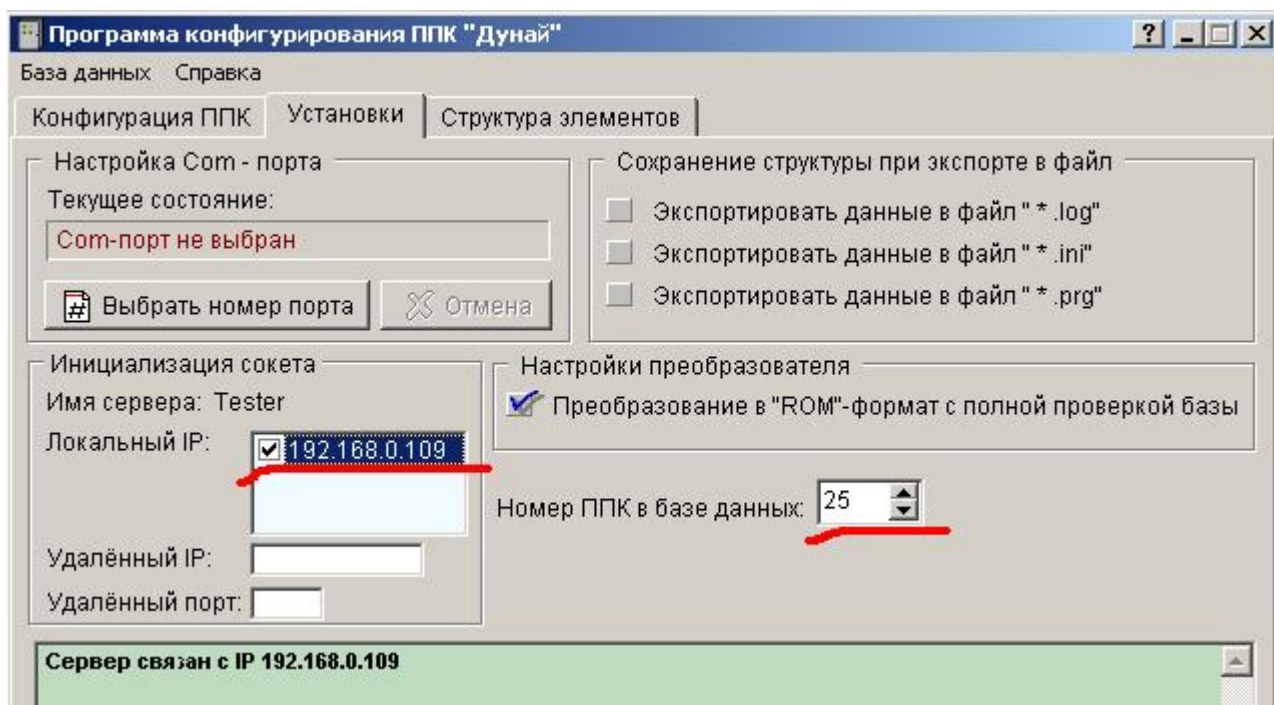 Программа конфигурирования ППК "Дунай"
База данных Справка
Конфигурация ППК Установки Структура элементов
Настройка Com - порта
Текущее состояние:
Com-порт не выбран
# Выбрать номер порта Отмена
Сохранение структуры при экспорте в файл
Экспортировать данные в файл " * .log"
Экспортировать данные в файл " * .ini"
Экспортировать данные в файл " * .prg"
Инициализация сокета
Имя сервера: Tester
Локальный IP: 192.168.0.109
Удалённый IP:
Удалённый порт:
Настройки преобразователя
Преобразование в "ROM"-формат с полной проверкой базы
Номер ППК в базе данных: 25
Сервер связан с IP 192.168.0.109